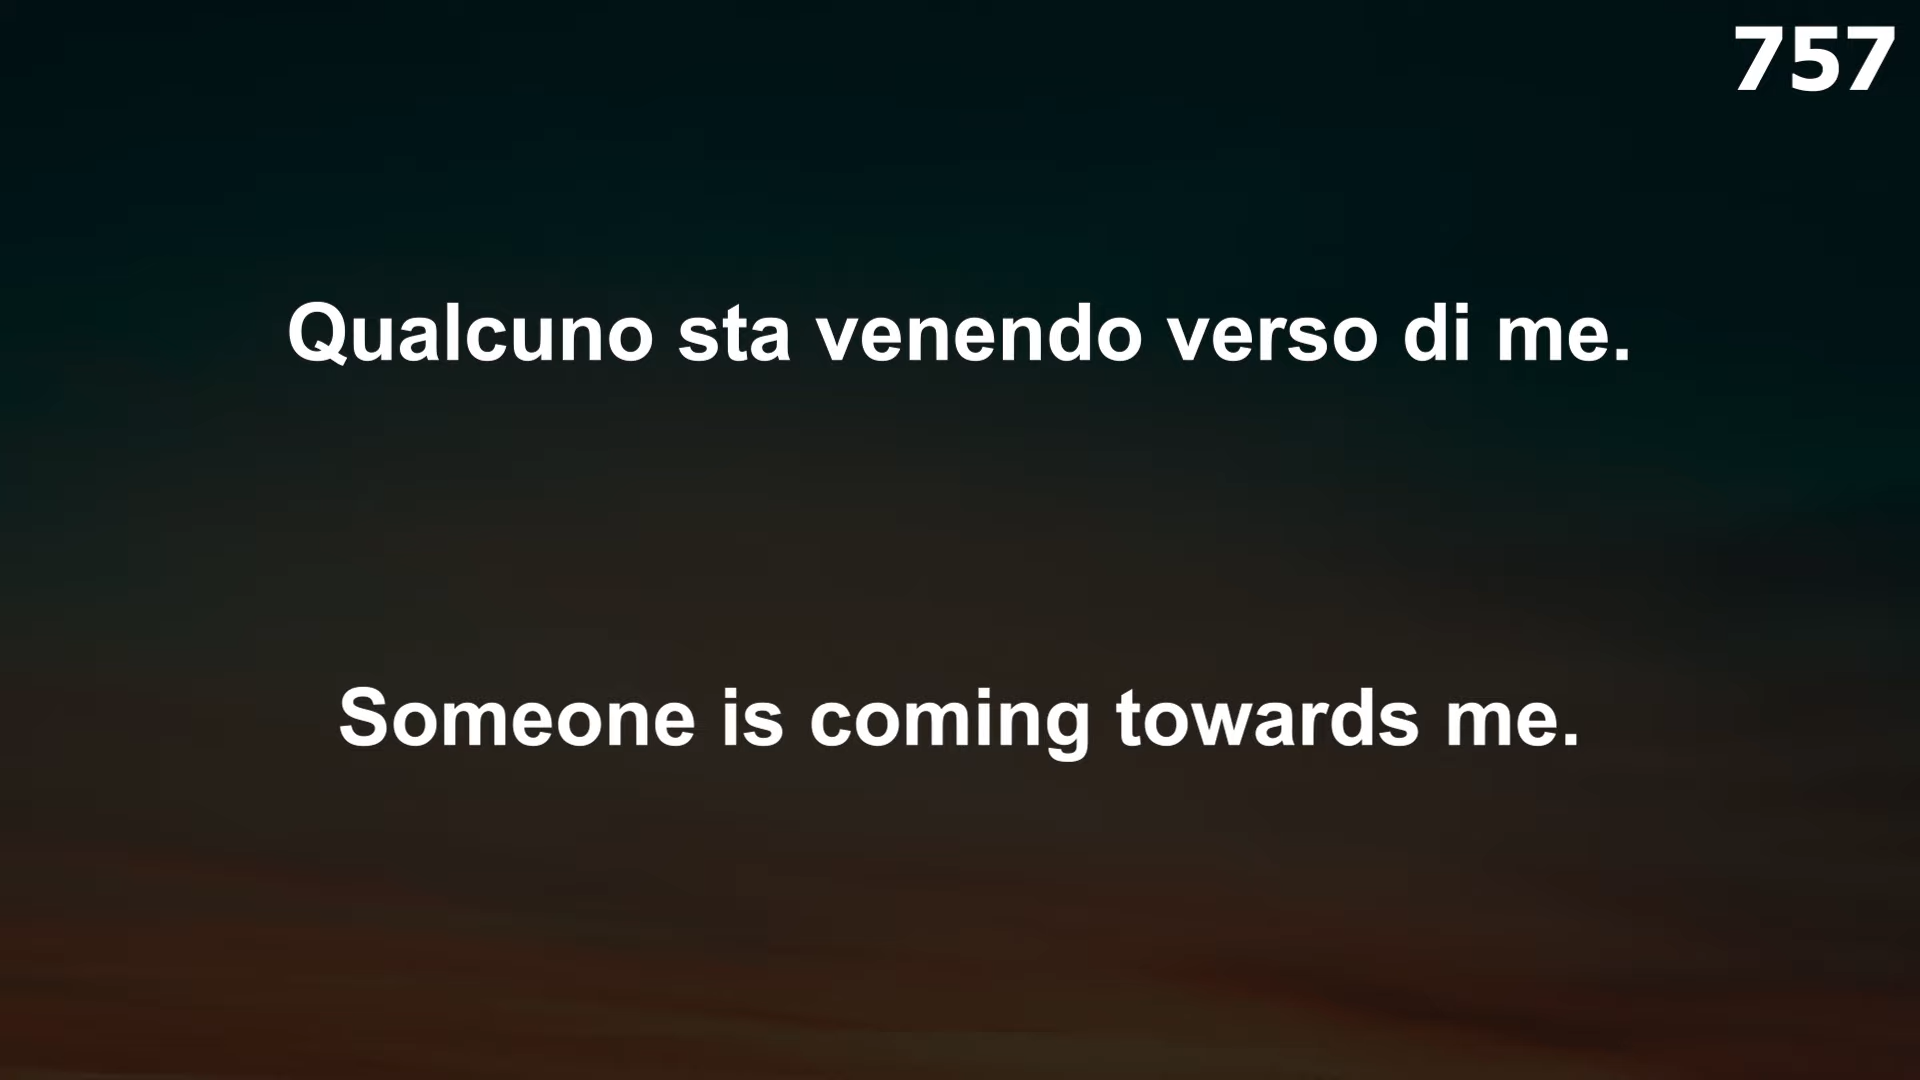 757
Qualcuno sta venendo verso di me.
Someone is coming towards me.